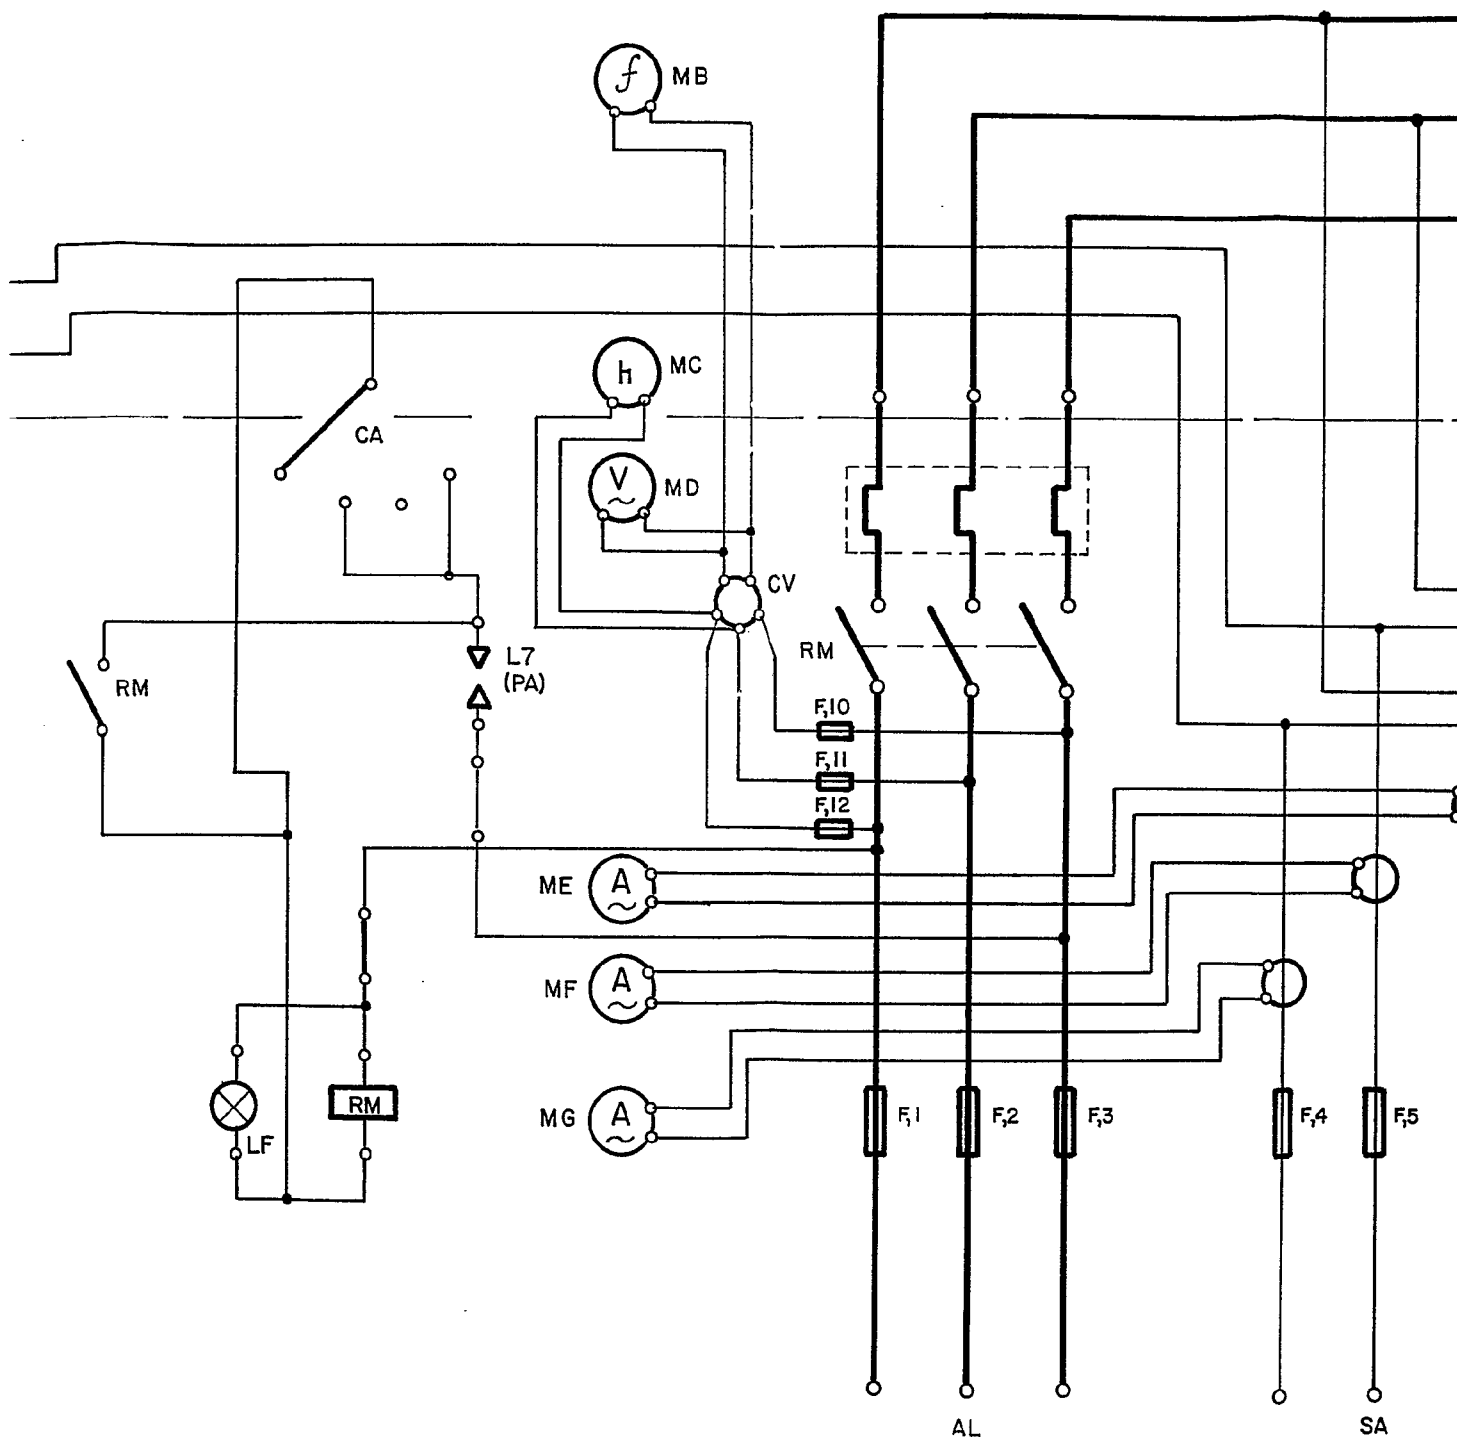 f MB
h MC
CA
V MD
CV
L7
(PA)
RM
RM
F,10
F,11
F,12
ME A
MF A
RM
LF
MG A
F,1 F,2 F,3 F,4 F,5
AL SA